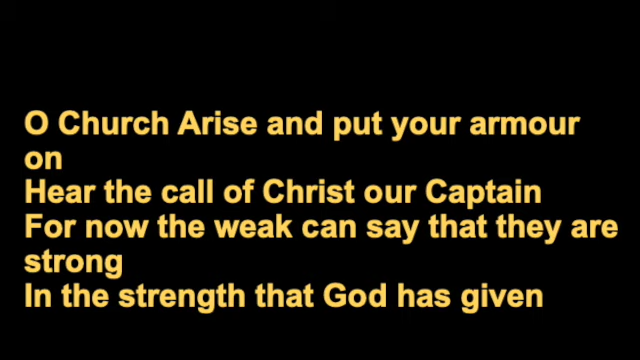 O Church Arise and put your armour
on
Hear the call of Christ our Captain
For now the weak can say that they are
strong
In the strength that God has given